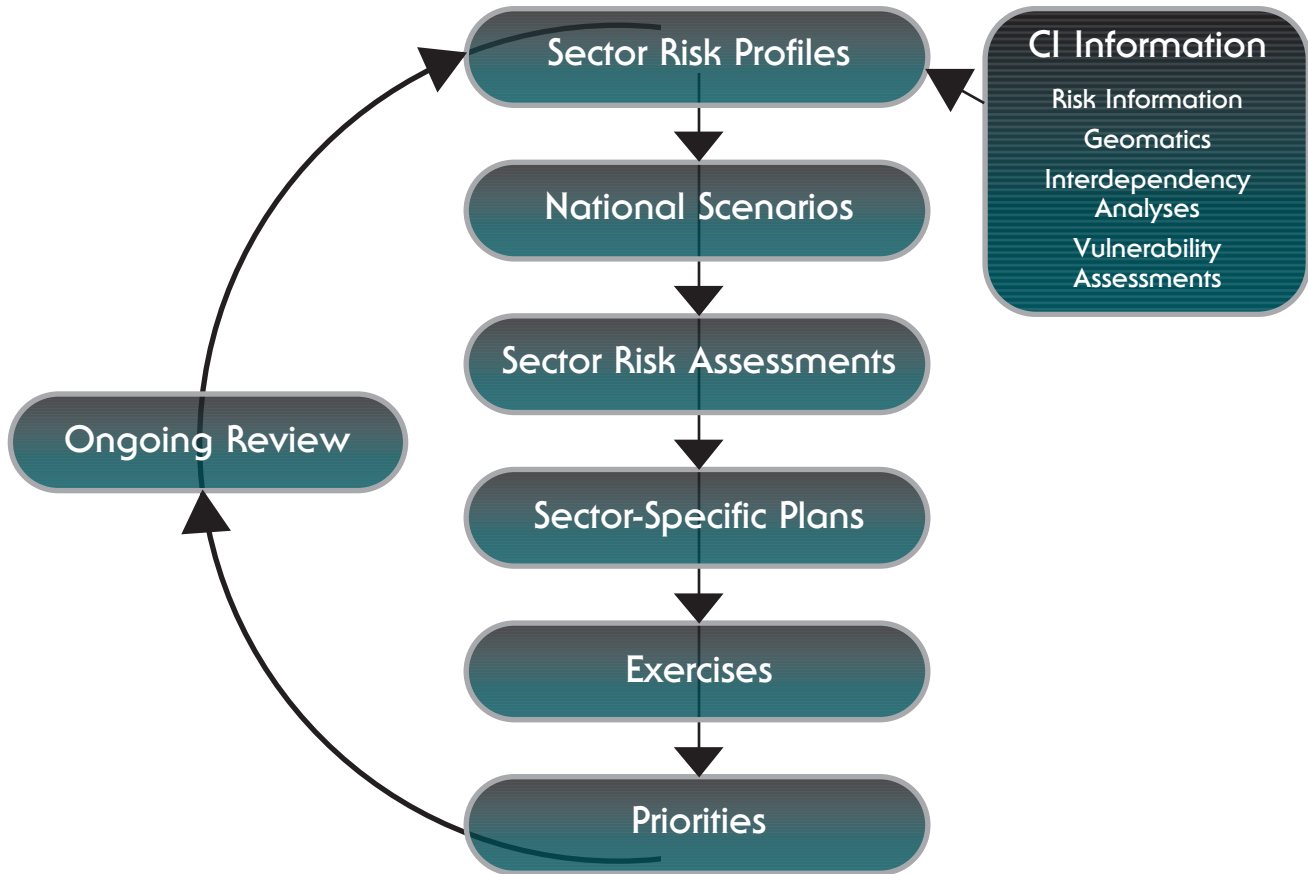 Sector Risk Profiles
CI Information
Risk Information
Geomatics
Interdependency
Analyses
Vulnerability
Assessments
National Scenarios
Sector Risk Assessments
Ongoing Review
Sector-Specific Plans
Exercises
Priorities